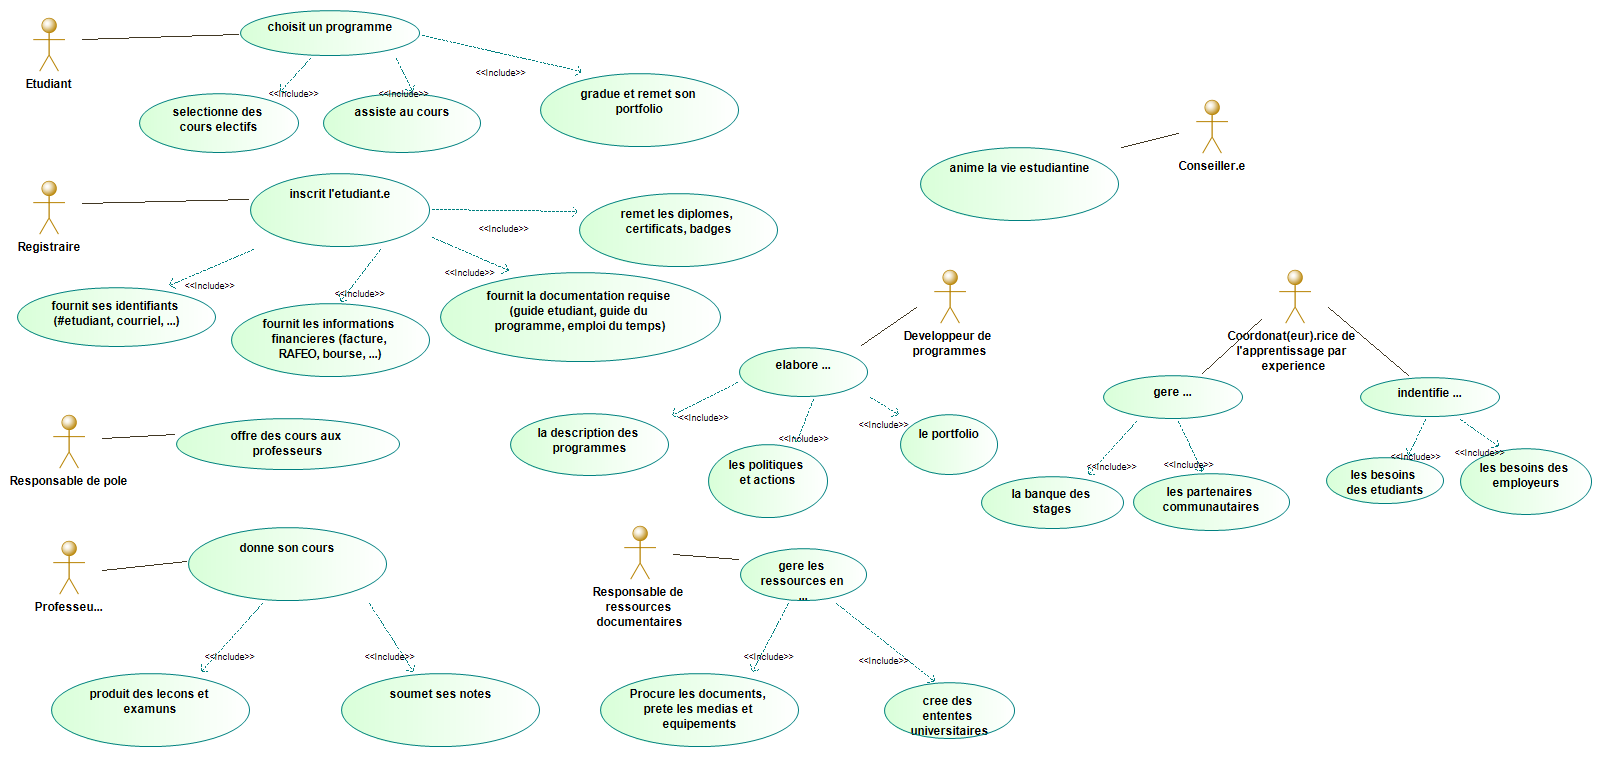 Etudiant
choisit un programme
<<Include>>
<<Include>>
<<Include>>
selectionne des
cours electifs
assiste au cours
gradue et remet son
portfolio
Conseiller.e
anime la vie estudiantine
Registraire
inscrit l'etudiant.e
<<Include>>
remet les diplomes,
certificats, badges
<<Include>>
<<Include>>
<<Include>>
fournit ses identifiants
(#etudiant, courriel, ...)
fournit les informations
financieres (facture,
RAFEO, bourse, ...)
fournit la documentation requise
(guide etudiant, guide du
programme, emploi du temps)
Developpeur de
programmes
elabore ...
<<Include>>
<<Include>>
<<Include>>
la description des
programmes
les politiques
et actions
le portfolio
Coordonat(eur).rice de
l'apprentissage par
experience
gere ...
<<Include>>
<<Include>>
la banque des
stages
les partenaires
communautaires
indentifie ...
<<Include>>
<<Include>>
les besoins
des etudiants
les besoins des
employeurs
Responsable de pole
offre des cours aux
professeurs
Professeu...
donne son cours
<<Include>>
<<Include>>
produit des lecons et
examuns
soumet ses notes
Responsable de
ressources
documentaires
gere les
ressources en
...
<<Include>>
<<Include>>
Procure les documents,
prete les medias et
equipements
cree des
ententes
universitaires